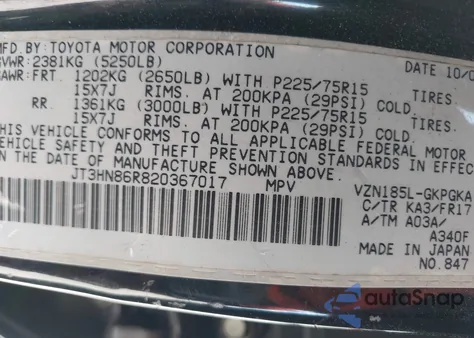 MFD.BY: TOYOTA MOTOR CORPORATION
GVWR:2381KG (5250LB) DATE: 10/0
GAWR:FRT. 1202KG (2650LB) WITH P225/75R15 TIRES.
15X7J RIMS. AT 200KPA (29PSI) COLD.
RR. 1361KG (3000LB) WITH P225/75R15 TIRES.
15X7J RIMS. AT 200KPA (29PSI) COLD.
THIS VEHICLE CONFORMS TO ALL APPLICABLE FEDERAL MOTOR
VEHICLE SAFETY AND THEFT PREVENTION STANDARDS IN EFFEC
ON THE DATE OF MANUFACTURE SHOWN ABOVE.
JT3HN86R820367017 MPV
VZN185L-GKPGKA
C/TR KA3/FR17
A/TM A03A/
A340F
MADE IN JAPAN
NO.847
autoSnap